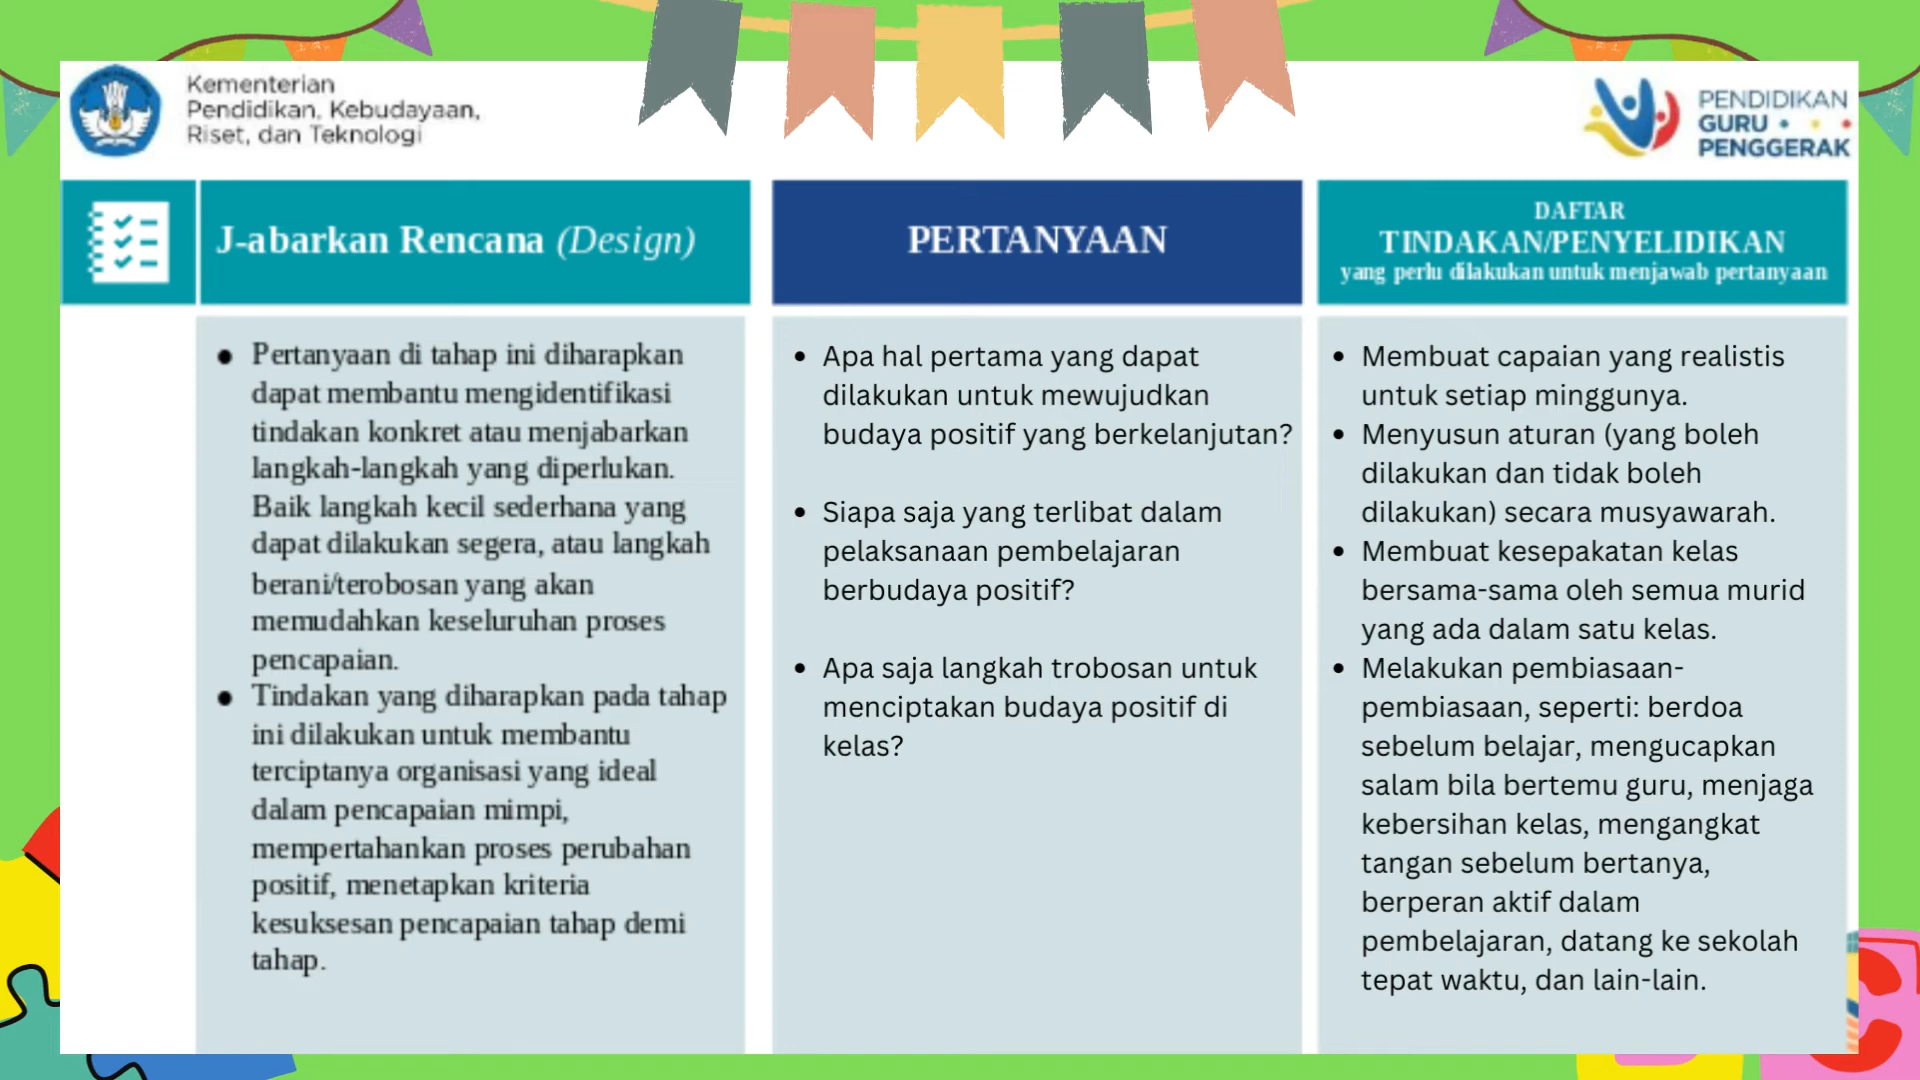 Kementerian
Pendidikan, Kebudayaan,
Riset, dan Teknologi
PENDIDIKAN
GURU
PENGGERAK
J-abarkan Rencana (Design)
PERTANYAAN
DAFTAR
TINDAKAN/PENYELIDIKAN
yang perlu dilakukan untuk menjawab pertanyaan
● Pertanyaan di tahap ini diharapkan
dapat membantu mengidentifikasi
tindakan konkret atau menjabarkan
langkah-langkah yang diperlukan.
Baik langkah kecil sederhana yang
dapat dilakukan segera, atau langkah
berani/terobosan yang akan
memudahkan keseluruhan proses
pencapaian.
● Tindakan yang diharapkan pada tahap
ini dilakukan untuk membantu
terciptanya organisasi yang ideal
dalam pencapaian mimpi,
mempertahankan proses perubahan
positif, menetapkan kriteria
kesuksesan pencapaian tahap demi
tahap.
• Apa hal pertama yang dapat
dilakukan untuk mewujudkan
budaya positif yang berkelanjutan?
• Siapa saja yang terlibat dalam
pelaksanaan pembelajaran
berbudaya positif?
• Apa saja langkah trobosan untuk
menciptakan budaya positif di
kelas?
• Membuat capaian yang realistis
untuk setiap minggunya.
• Menyusun aturan (yang boleh
dilakukan dan tidak boleh
dilakukan) secara musyawarah.
• Membuat kesepakatan kelas
bersama-sama oleh semua murid
yang ada dalam satu kelas.
• Melakukan pembiasaan-
pembiasaan, seperti: berdoa
sebelum belajar, mengucapkan
salam bila bertemu guru, menjaga
kebersihan kelas, mengangkat
tangan sebelum bertanya,
berperan aktif dalam
pembelajaran, datang ke sekolah
tepat waktu, dan lain-lain.